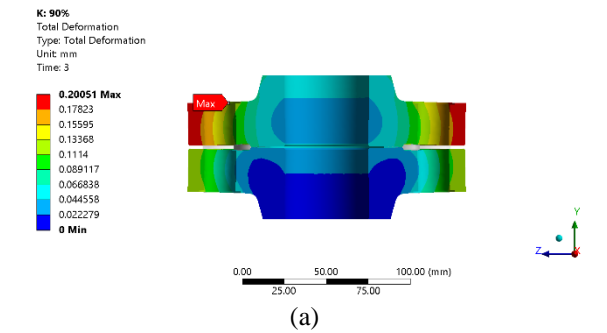 K: 90%
Total Deformation
Type: Total Deformation
Unit: mm
Time: 3
0.20051 Max
0.17823
0.15595
0.13368
0.1114
0.089117
0.066838
0.044558
0.022279
0 Min
Max
Y
Z
X
0.00 50.00 100.00 (mm)
25.00 75.00
(a)